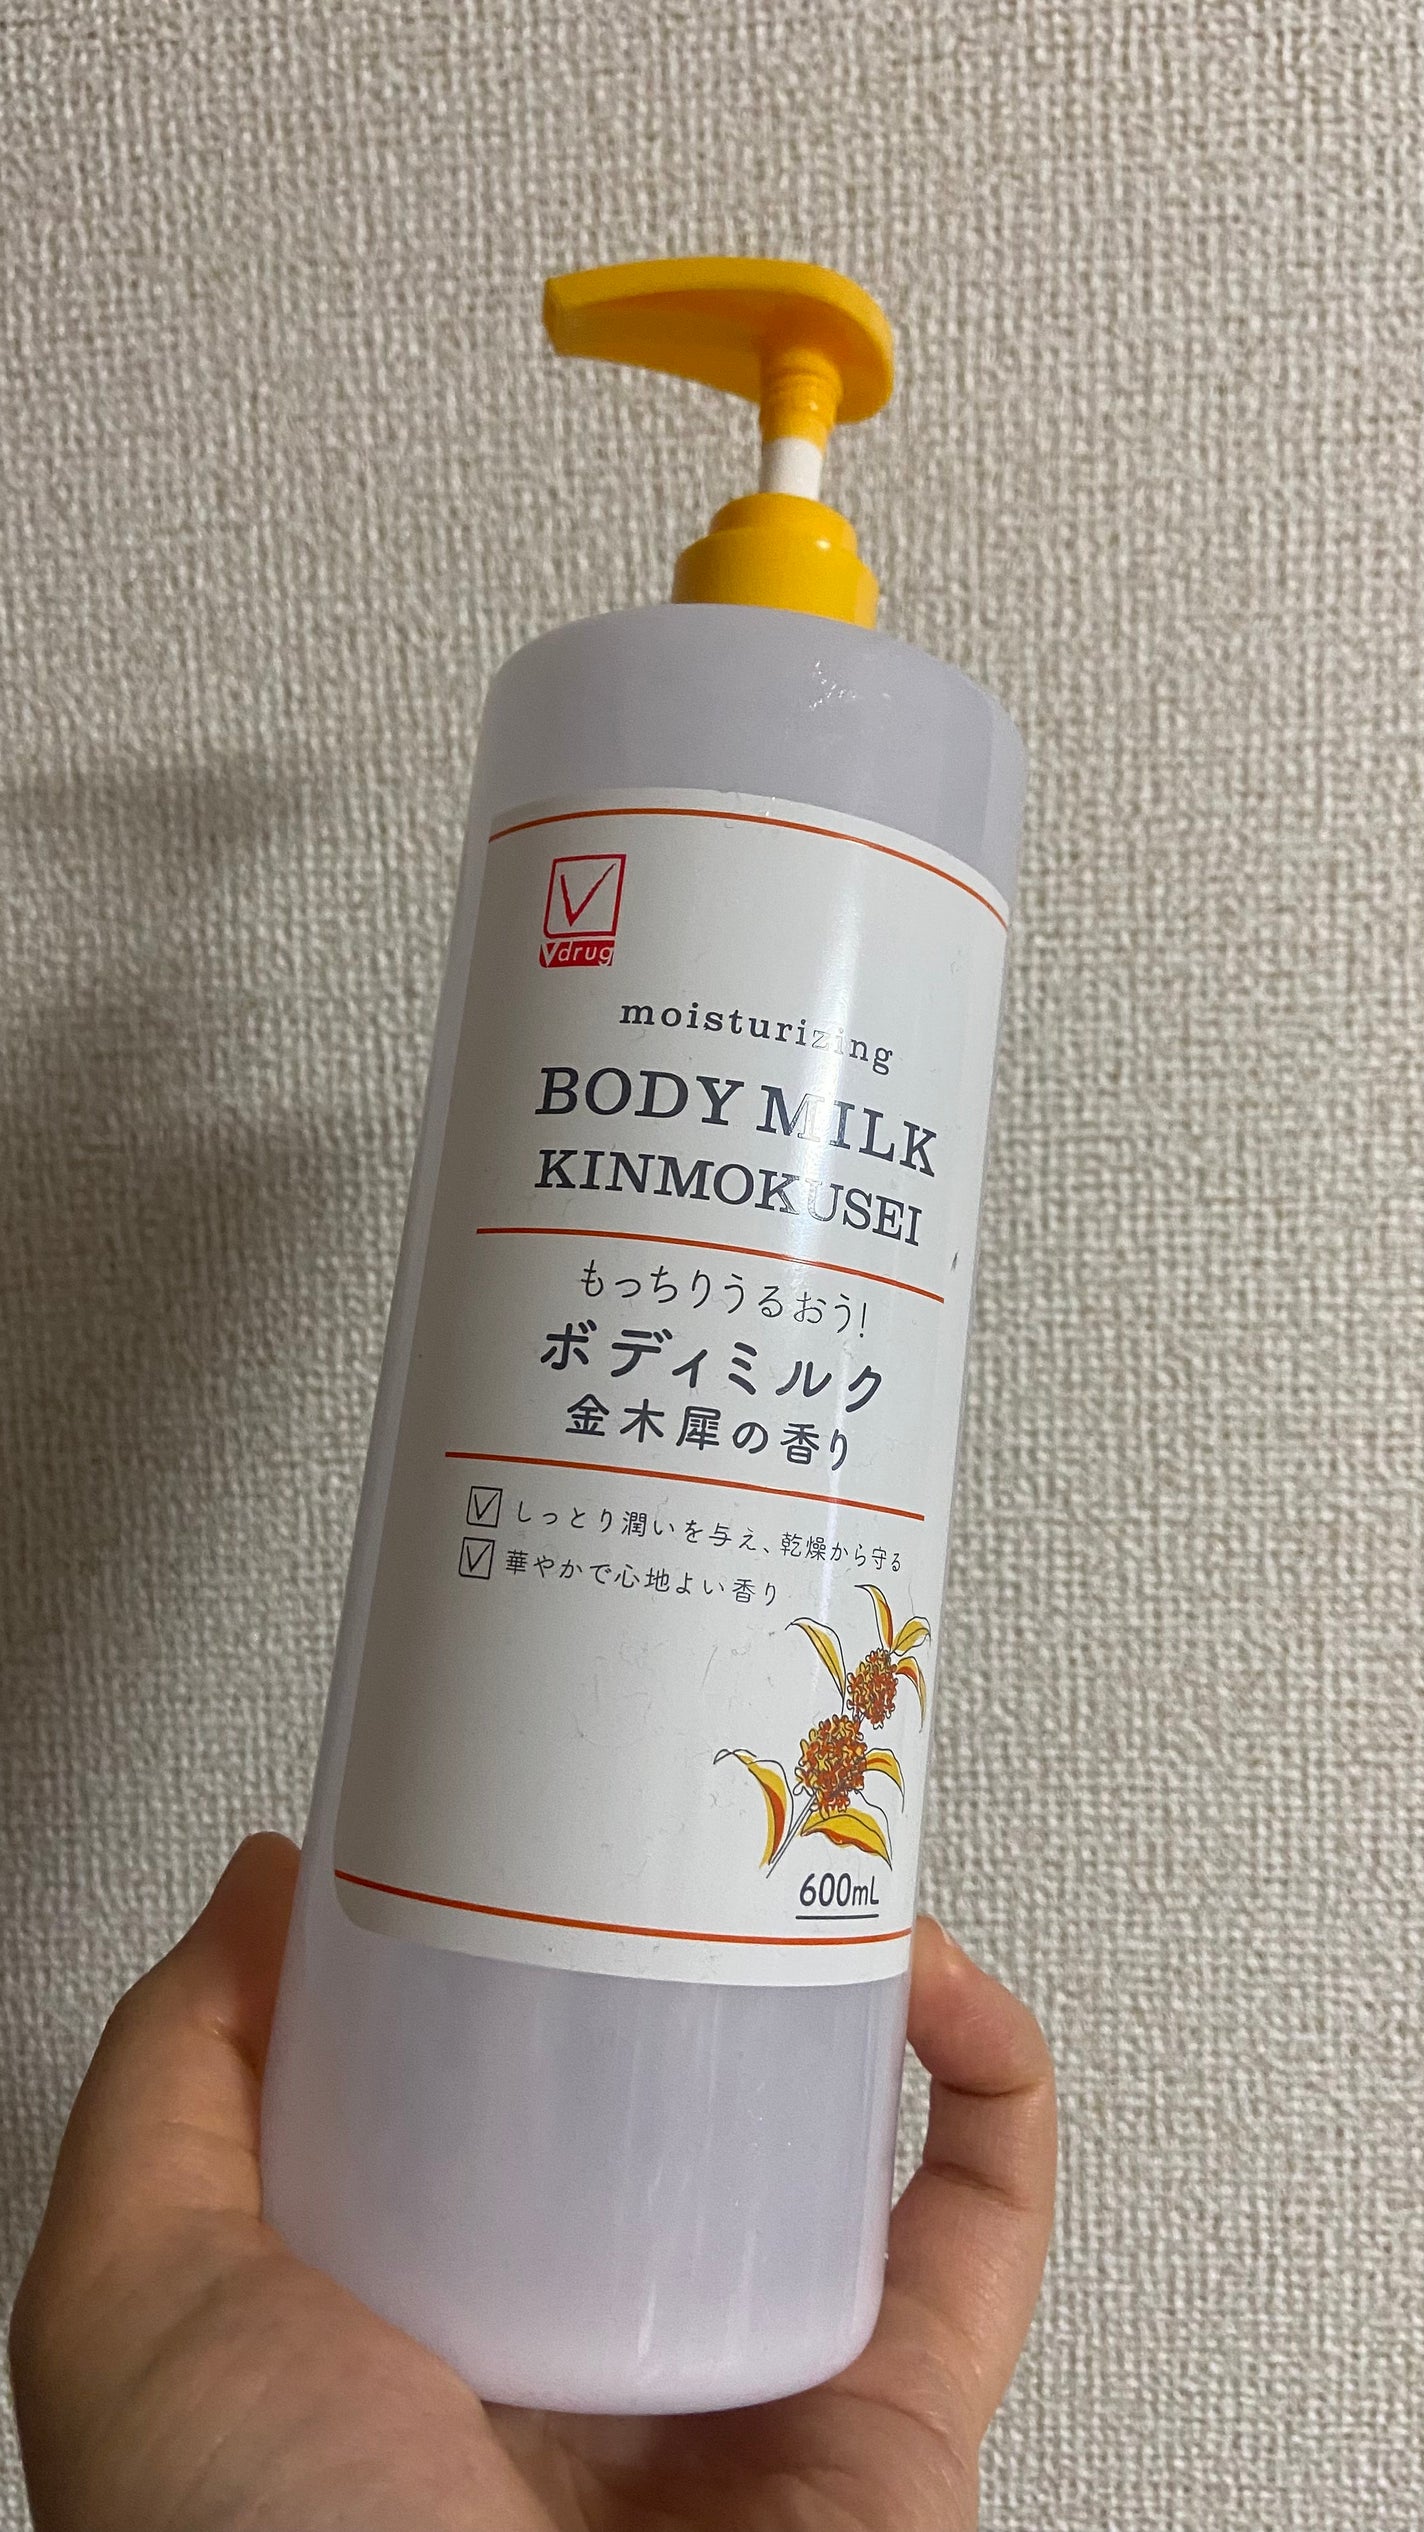 V drug
moisturizing
BODY MILK
KINMOKUSEI
もっちりうるおう!
ボディミルク
金木犀の香り
しっとり潤いを与え、乾燥から守る
華やかで心地よい香り
600mL